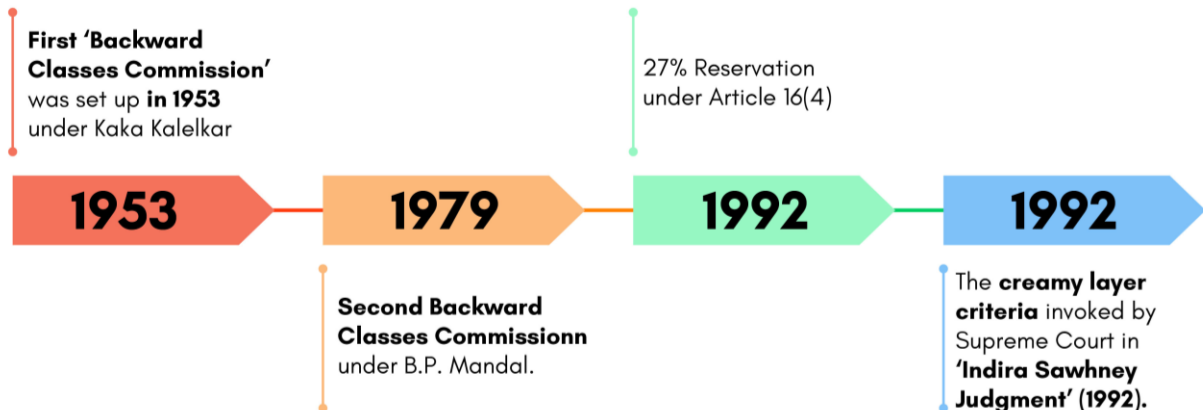 First ‘Backward
Classes Commission’
was set up in 1953
under Kaka Kalelkar
27% Reservation
under Article 16(4)
1953
1979
1992
1992
Second Backward
Classes Commissionn
under B.P. Mandal.
The creamy layer
criteria invoked by
Supreme Court in
‘Indira Sawhney
Judgment’ (1992).